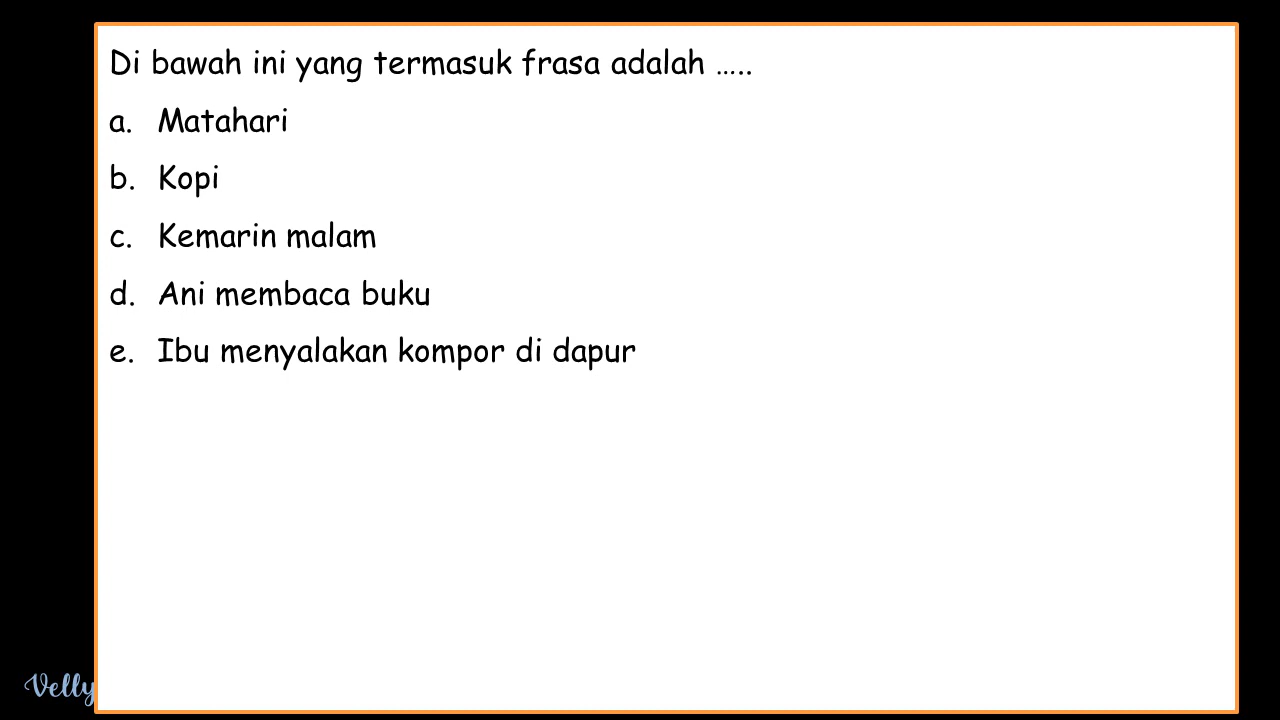 Di bawah ini yang termasuk frasa adalah …..
a. Matahari
b. Kopi
c. Kemarin malam
d. Ani membaca buku
e. Ibu menyalakan kompor di dapur
Velly